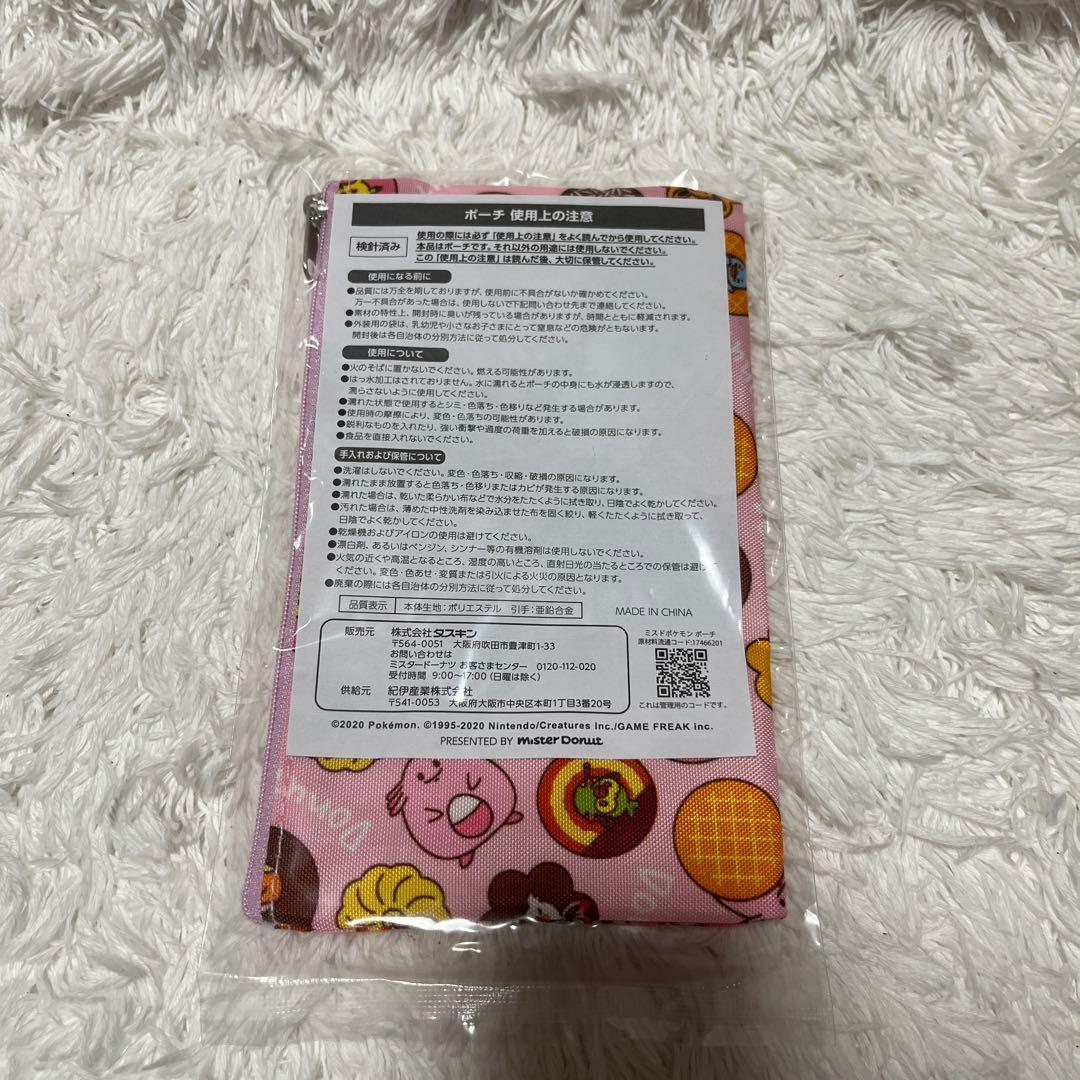 ポーチ 使用上の注意
検針済み
使用の際には必ず「使用上の注意」をよく読んでから使用してください。
本品はポーチです。それ以外の用途には使用しないでください。
この「使用上の注意」は読んだ後、大切に保管してください。
使用になる前に
●品質には万全を期しておりますが、使用前に不具合がないか確かめてください。
万一不具合があった場合は、使用しないで下記問い合わせ先まで連絡してください。
●素材の特性上、開封時に臭いが残っている場合がありますが、時間とともに軽減されます。
●外装用の袋は、乳幼児や小さなお子さまにとって窒息などの危険がともないます。
開封後は各自治体の分別方法に従って処分してください。
使用について
●火のそばに置かないでください。燃える可能性があります。
●はっ水加工はされておりません。水に濡れるとポーチの中身にも水が浸透しますので、
濡らさないように使用してください。
●濡れた状態で使用するとシミ・色落ち・色移りなど発生する場合があります。
●使用時の摩擦により、変色・色落ちの可能性があります。
●鋭利なものを入れたり、強い衝撃や過度の荷重を加えると破損の原因になります。
●食品を直接入れないでください。
手入れおよび保管について
●洗濯はしないでください。変色・色落ち・収縮・破損の原因になります。
●濡れたまま放置すると色落ち・色移りまたはカビが発生する原因になります。
●濡れた場合は、乾いた柔らかい布などで水分をたたくように拭き取り、日陰でよく乾かしてください。
●汚れた場合は、薄めた中性洗剤を染み込ませた布を固く絞り、軽くたたくように拭き取って、
日陰でよく乾かしてください。
●乾燥機およびアイロンの使用は避けてください。
●漂白剤、あるいはベンジン、シンナー等の有機溶剤は使用しないでください。
●火気の近くや高温となるところ、湿度の高いところ、直射日光の当たるところでの保管は避け
ください。変色・色あせ・変質または引火による火災の原因となります。
●廃棄の際には各自治体の分別方法に従って処分してください。
品質表示 本体生地:ポリエステル 引手:亜鉛合金
MADE IN CHINA
販売元 株式会社ダスキン
〒564-0051 大阪府吹田市豊津町1-33
お問い合わせは
ミスタードーナツ お客さまセンター 0120-112-020
受付時間 9:00〜17:00(日曜は除く)
供給元 紀伊産業株式会社
〒541-0053 大阪府大阪市中央区本町1丁目3番20号
ミスドポケモン ポーチ
原材料流通コード:17466201
これは管理用のコードです。
©2020 Pokémon. ©1995-2020 Nintendo/Creatures Inc./GAME FREAK inc.
PRESENTED BY mister Donut